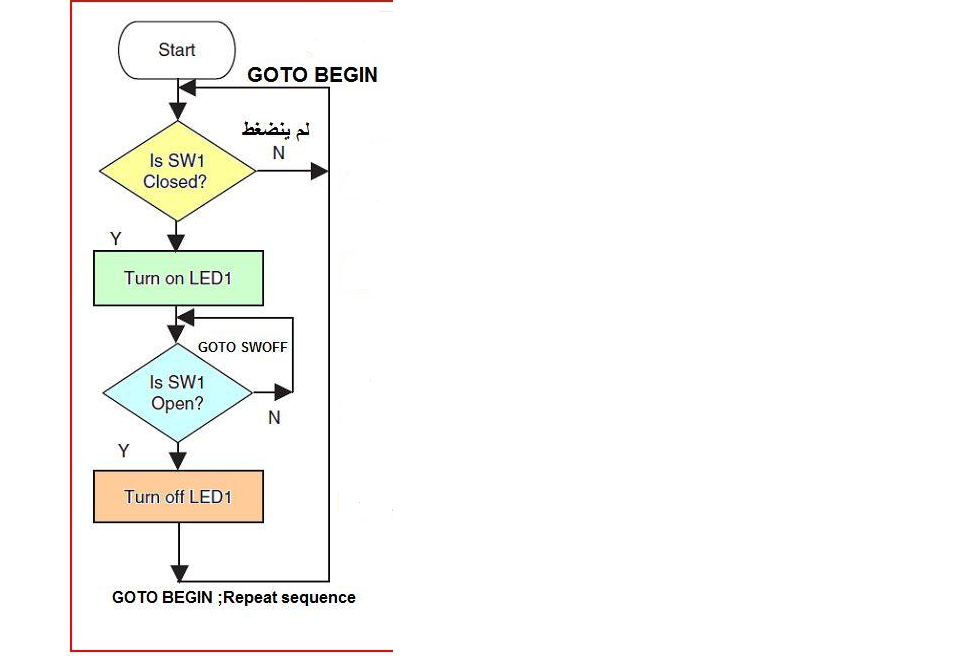 Start
GOTO BEGIN
لم ينضغط
N
Is SW1
Closed?
Y
Turn on LED1
GOTO SWOFF
Is SW1
Open?
N
Y
Turn off LED1
GOTO BEGIN ;Repeat sequence